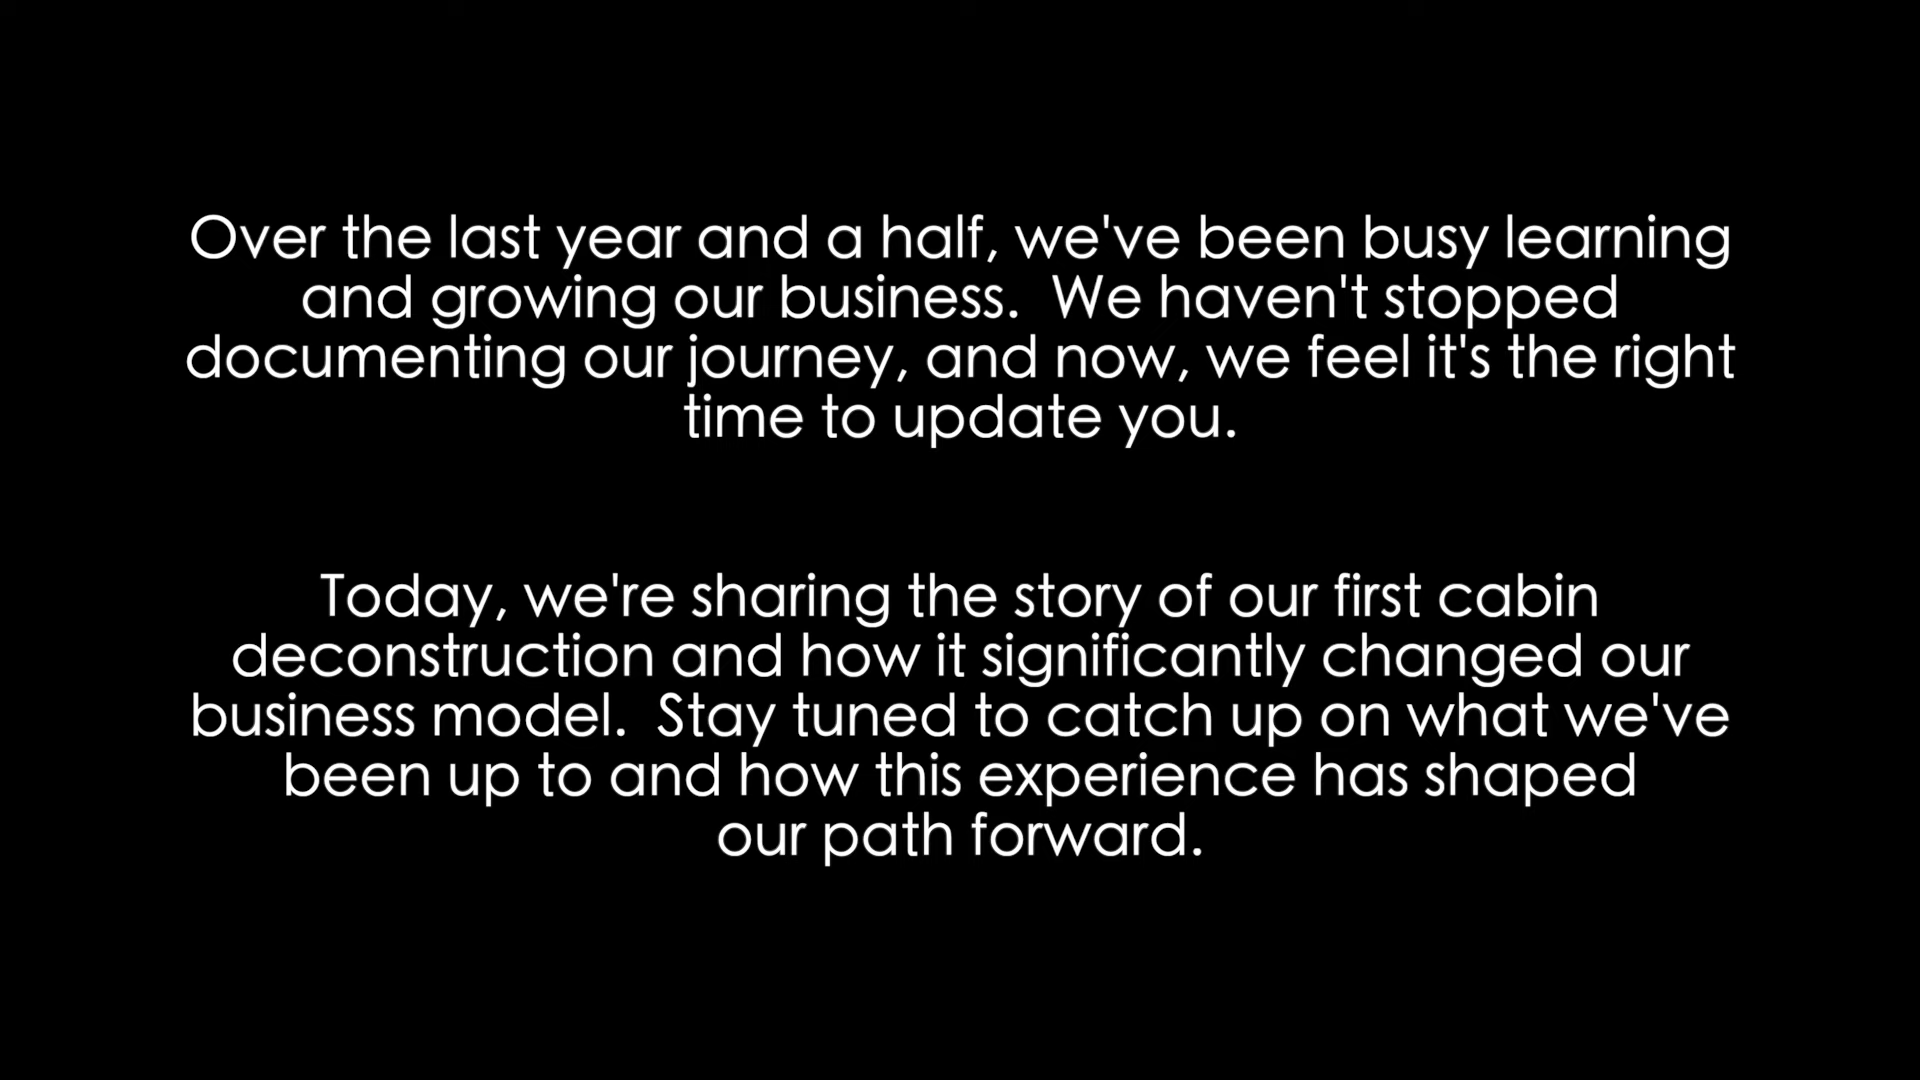 Over the last year and a half, we've been busy learning
and growing our business.  We haven't stopped
documenting our journey, and now, we feel it's the right
time to update you.
Today, we're sharing the story of our first cabin
deconstruction and how it significantly changed our
business model.  Stay tuned to catch up on what we've
been up to and how this experience has shaped
our path forward.